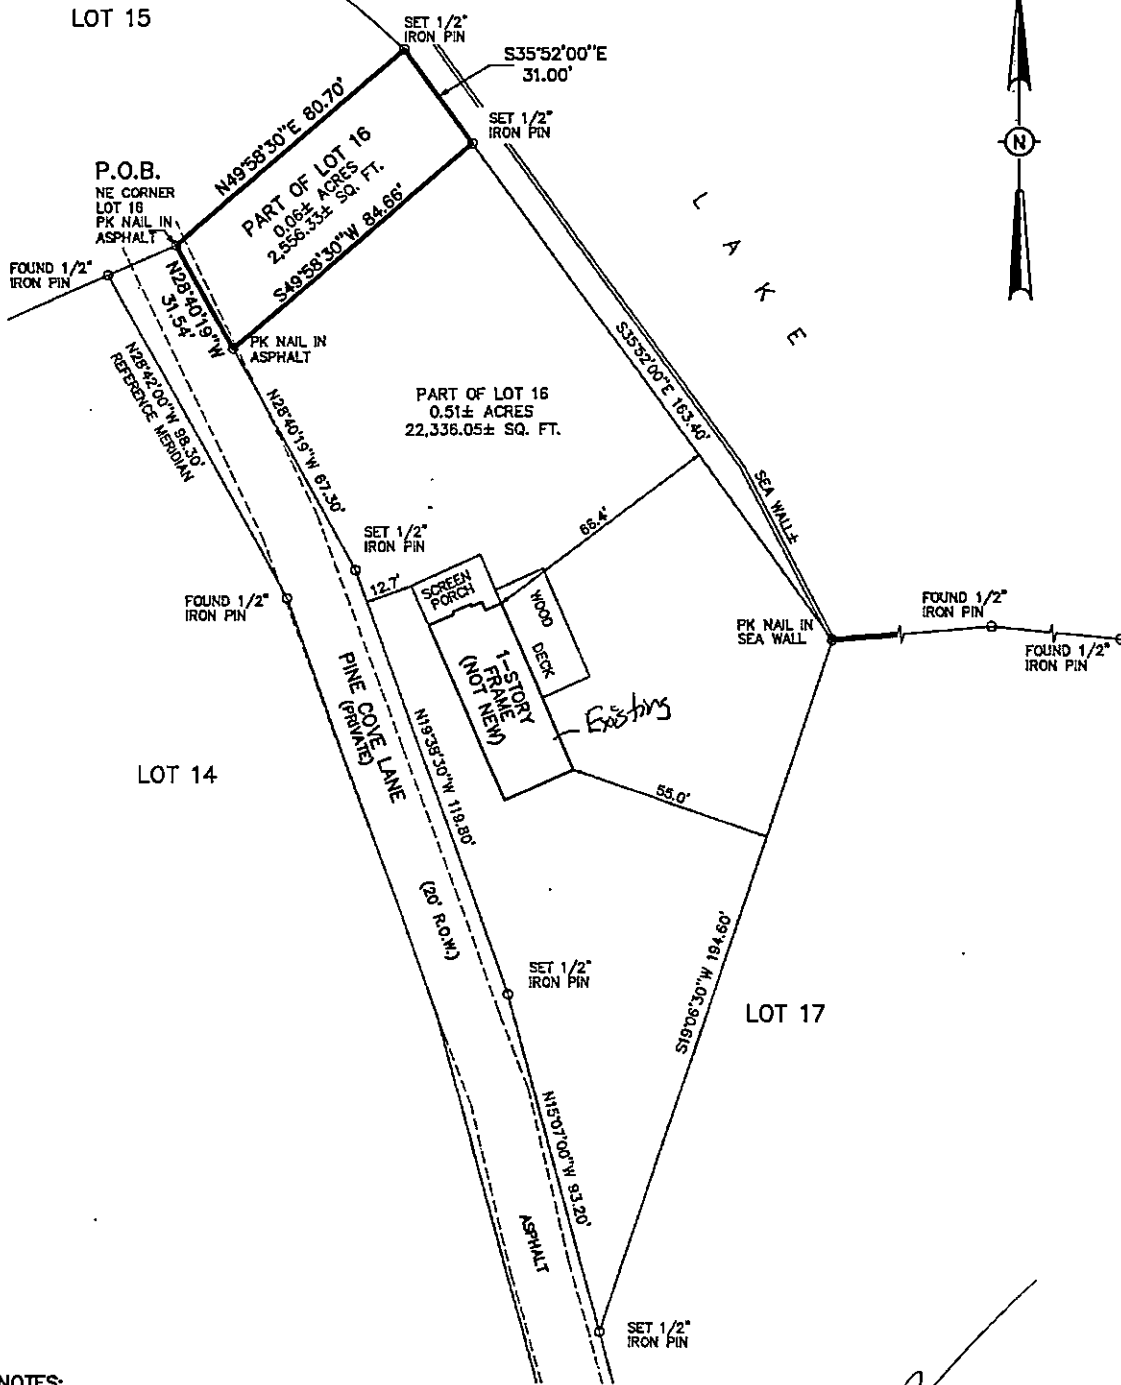 LOT 15
SET 1/2"
IRON PIN
S35°52'00"E
31.00'
N49°58'30"E 80.70'
SET 1/2"
IRON PIN
P.O.B.
NE CORNER
LOT 16
PK NAIL IN
ASPHALT
PART OF LOT 16
0.06± ACRES
2,556.33± SQ. FT.
S49°58'30"W 84.66'
N
LAKE
FOUND 1/2"
IRON PIN
N28°40'19"W
31.54'
PK NAIL IN
ASPHALT
N28°42'00"W 98.30'
REFERENCE MERIDIAN
N28°40'19"W 67.30'
PART OF LOT 16
0.51± ACRES
22,336.05± SQ. FT.
S35°52'00"E 163.40'
SEA WALL±
66.4'
SET 1/2"
IRON PIN
12.7'
SCREEN
PORCH
WOOD
DECK
FOUND 1/2"
IRON PIN
PK NAIL IN
SEA WALL
FOUND 1/2"
IRON PIN
FOUND 1/2"
IRON PIN
1-STORY
FRAME
(NOT NEW)
Existing
PINE COVE LANE
(PRIVATE)
N19°38'30"W 119.80'
LOT 14
55.0'
(20' R.O.W.)
SET 1/2"
IRON PIN
S19°06'30"W 194.60'
LOT 17
N15°07'00"W 93.20'
ASPHALT
SET 1/2"
IRON PIN
NOTES: